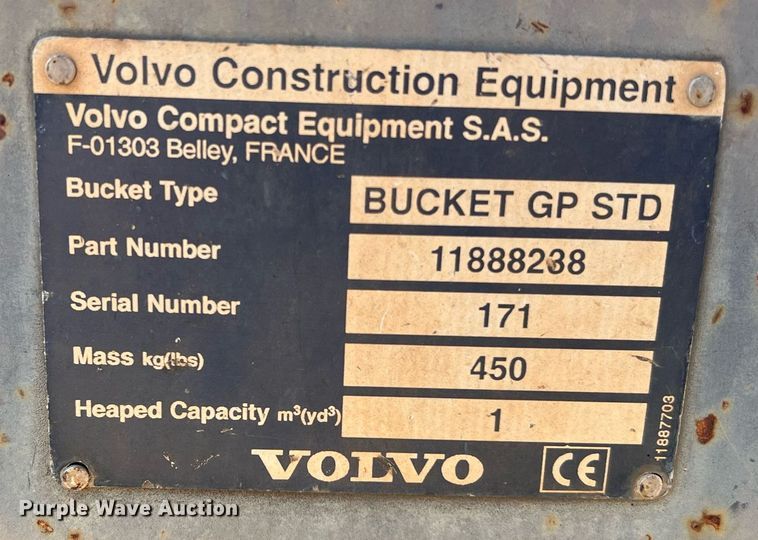 Volvo Construction Equipment
Volvo Compact Equipment S.A.S.
F-01303 Belley, FRANCE
Bucket Type BUCKET GP STD
Part Number 11888238
Serial Number 171
Mass kg(lbs) 450
Heaped Capacity m³(yd³) 1
11887703
VOLVO CE
Purple Wave Auction